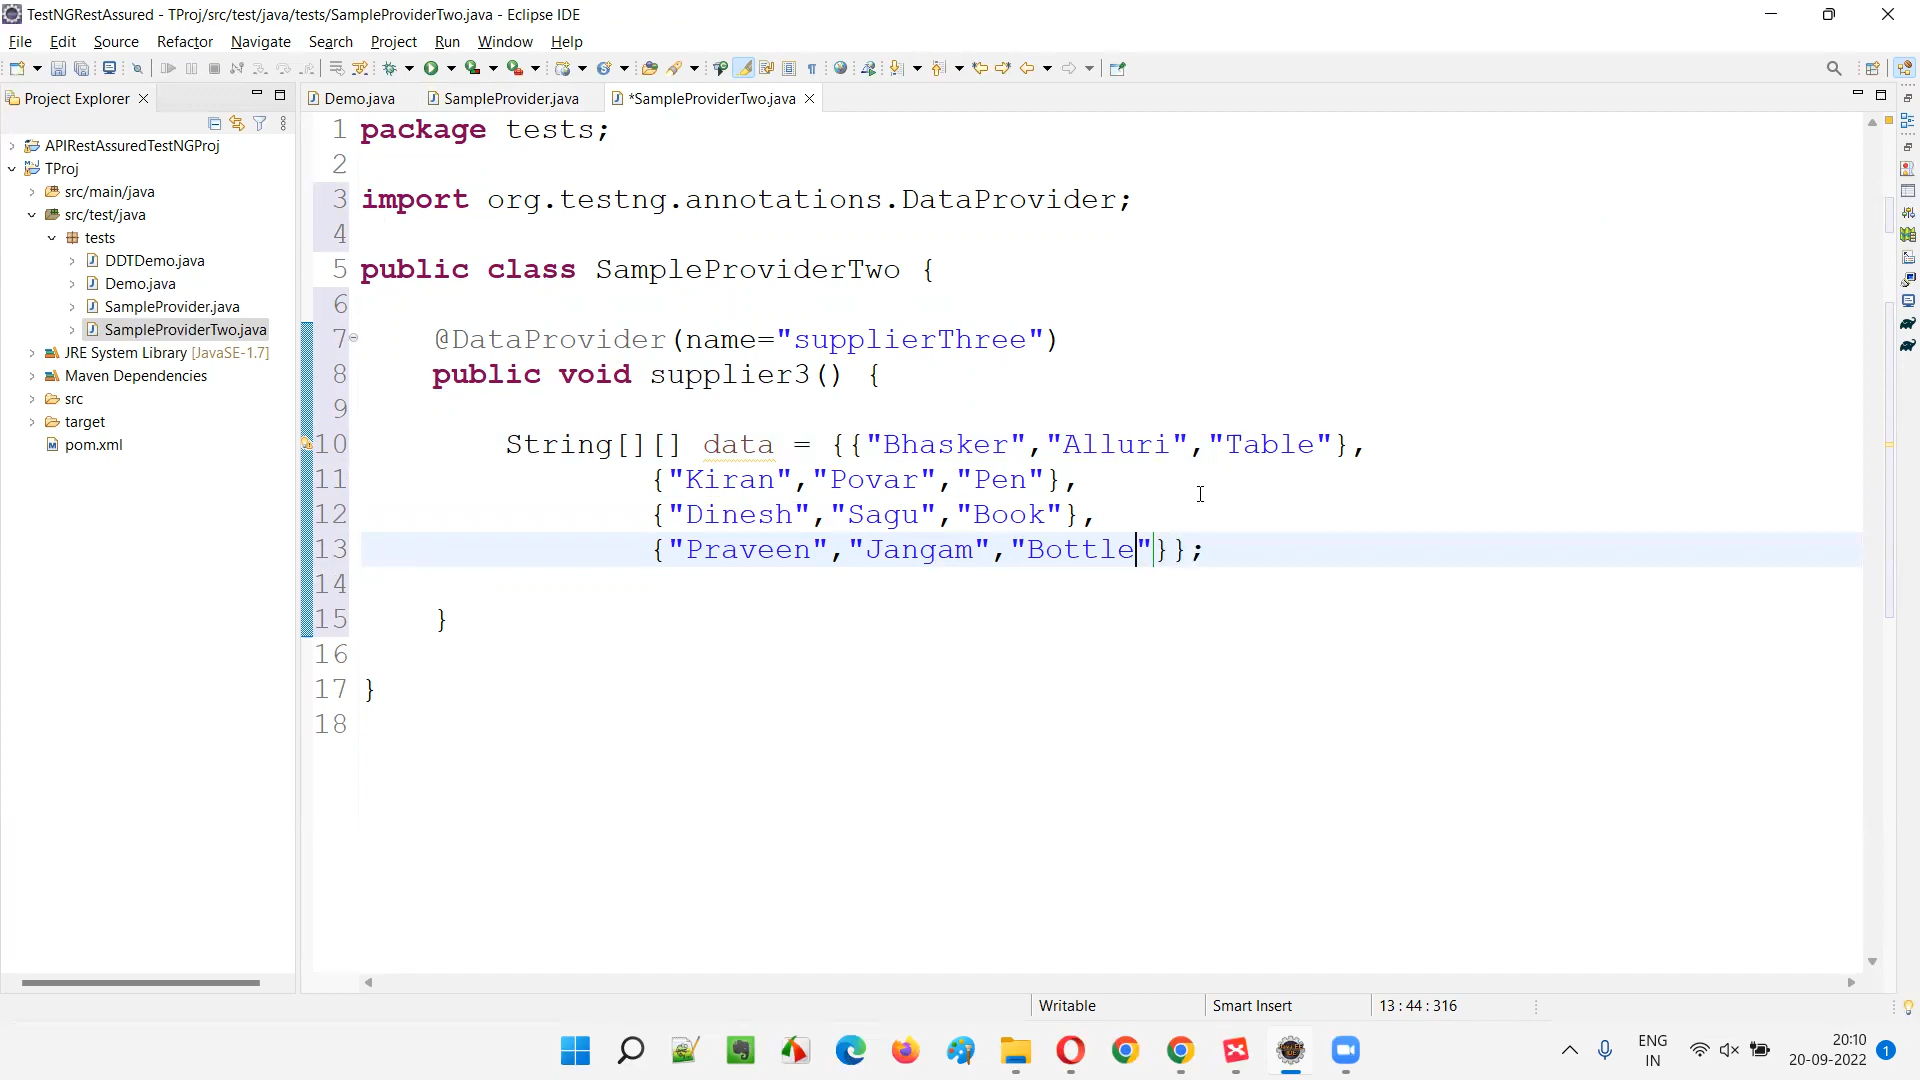 TestNGRestAssured - TProj/src/test/java/tests/SampleProviderTwo.java - Eclipse IDE
File Edit Source Refactor Navigate Search Project Run Window Help
Project Explorer
Demo.java
SampleProvider.java
*SampleProviderTwo.java
APIRestAssuredTestNGProj
TProj
src/main/java
src/test/java
tests
DDTDemo.java
Demo.java
SampleProvider.java
SampleProviderTwo.java
JRE System Library [JavaSE-1.7]
Maven Dependencies
src
target
pom.xml
1 package tests;
2
3 import org.testng.annotations.DataProvider;
4
5 public class SampleProviderTwo {
6
7 @DataProvider(name="supplierThree")
8 public void supplier3() {
9
10 String[][] data = {{"Bhasker","Alluri","Table"},
11 {"Kiran","Povar","Pen"},
12 {"Dinesh","Sagu","Book"},
13 {"Praveen","Jangam","Bottle"}};
14
15 }
16
17 }
18
Writable
Smart Insert
13 : 44 : 316
ENG
IN
20:10
20-09-2022
1